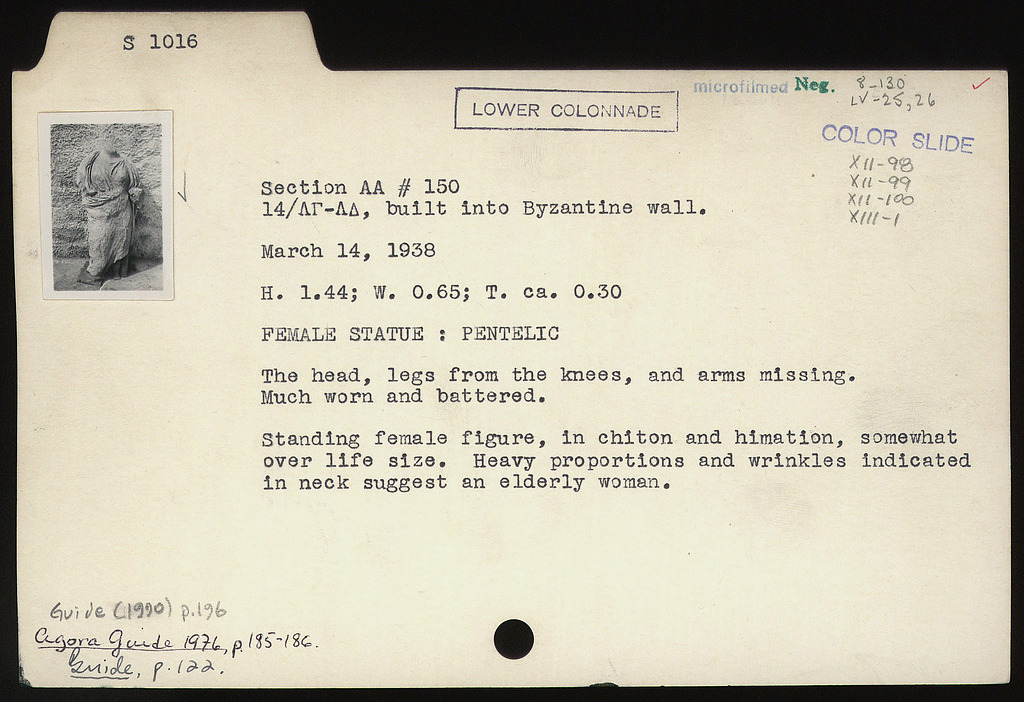 S 1016
microfilmed Neg. 8-130
LV-25, 26
LOWER COLONNADE
COLOR SLIDE
XII-98
XII-99
XII-100
XIII-1
Section AA # 150
14/ΛΓ-ΛΔ, built into Byzantine wall.
March 14, 1938
H. 1.44; W. 0.65; T. ca. 0.30
FEMALE STATUE : PENTELIC
The head, legs from the knees, and arms missing.
Much worn and battered.
Standing female figure, in chiton and himation, somewhat
over life size. Heavy proportions and wrinkles indicated
in neck suggest an elderly woman.
Guide (1990) p.196
Agora Guide 1976, p.185-186.
Guide, p.122.